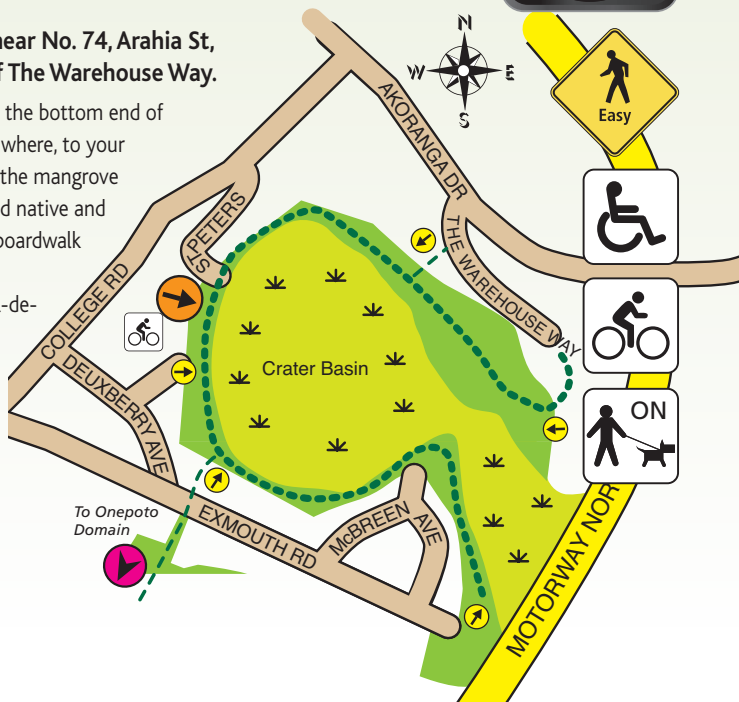 near No. 74, Arahia St,
f The Warehouse Way.
the bottom end of
where, to your
the mangrove
d native and
boardwalk
-de-
N
W
E
S
Easy
AKORANGA DR
PETERS
ST
THE WAREHOUSE WAY
COLLEGE RD
Crater Basin
DEUXBERRY AVE
ON
To Onepoto
Domain
EXMOUTH RD
McBREEN AVE
MOTORWAY NOR